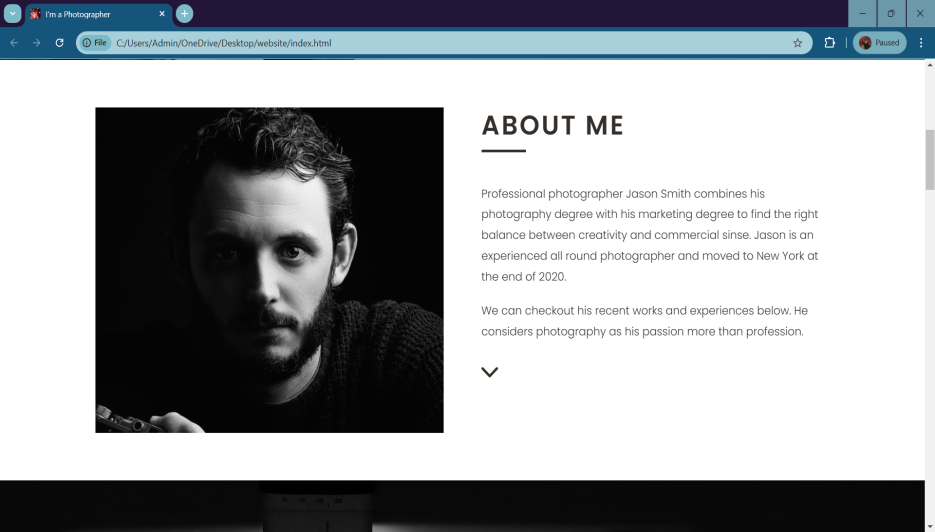 I'm a Photographer
File
C:/Users/Admin/OneDrive/Desktop/website/index.html
Paused
ABOUT ME
Professional photographer Jason Smith combines his
photography degree with his marketing degree to find the right
balance between creativity and commercial sinse. Jason is an
experienced all round photographer and moved to New York at
the end of 2020.
We can checkout his recent works and experiences below. He
considers photography as his passion more than profession.